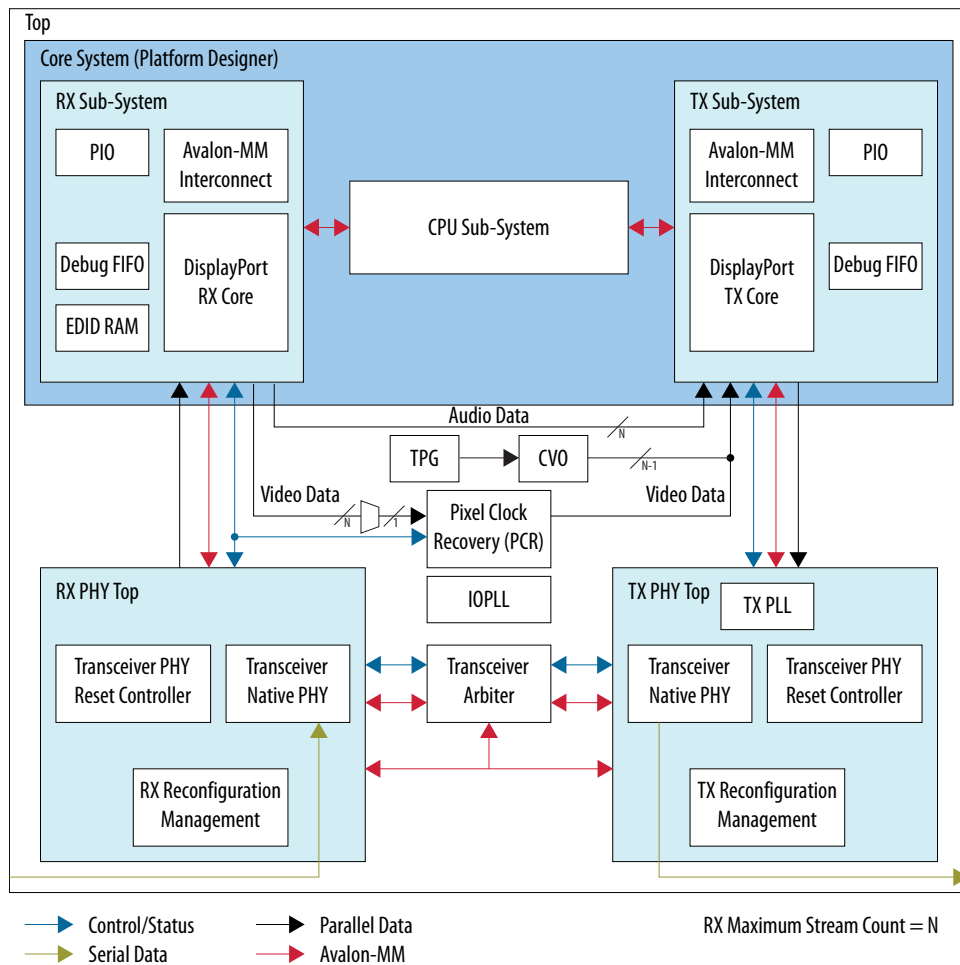 Top
Core System (Platform Designer)
RX Sub-System
TX Sub-System
PIO
Avalon-MM
Interconnect
Avalon-MM
Interconnect
PIO
CPU Sub-System
Debug FIFO
DisplayPort
RX Core
DisplayPort
TX Core
Debug FIFO
EDID RAM
Audio Data
N
TPG
CVO
N-1
Video Data
N
1
Pixel Clock
Recovery (PCR)
Video Data
RX PHY Top
IOPLL
TX PHY Top
TX PLL
Transceiver PHY
Reset Controller
Transceiver
Native PHY
Transceiver
Arbiter
Transceiver
Native PHY
Transceiver PHY
Reset Controller
RX Reconfiguration
Management
TX Reconfiguration
Management
Control/Status
Parallel Data
RX Maximum Stream Count = N
Serial Data
Avalon-MM